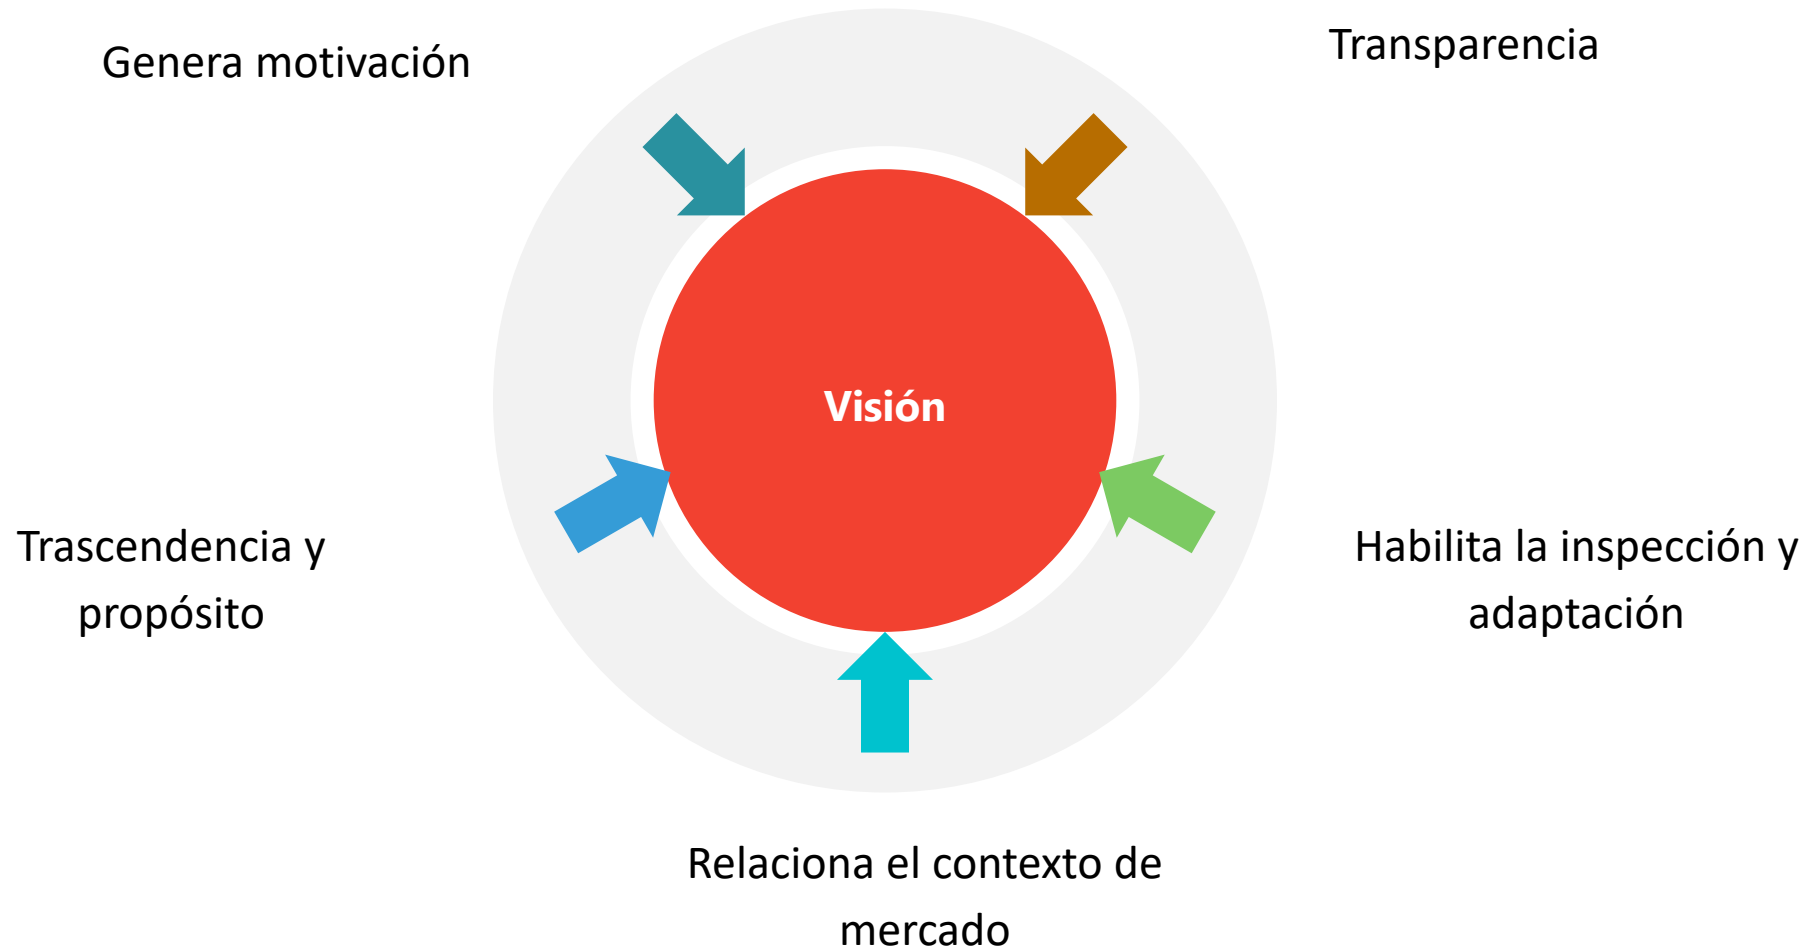 Genera motivación
Transparencia
Visión
Trascendencia y
propósito
Habilita la inspección y
adaptación
Relaciona el contexto de
mercado